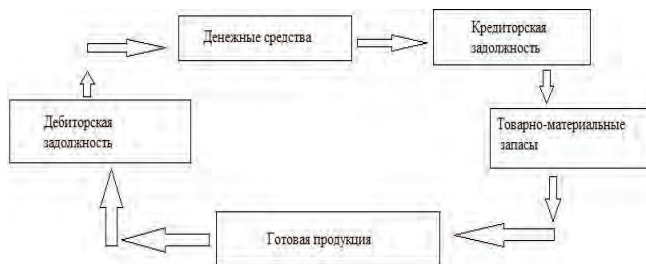 Денежные средства
Кредиторская
задолжность
Дебиторская
задолжность
Товарно-материальные
запасы
Готовая продукция